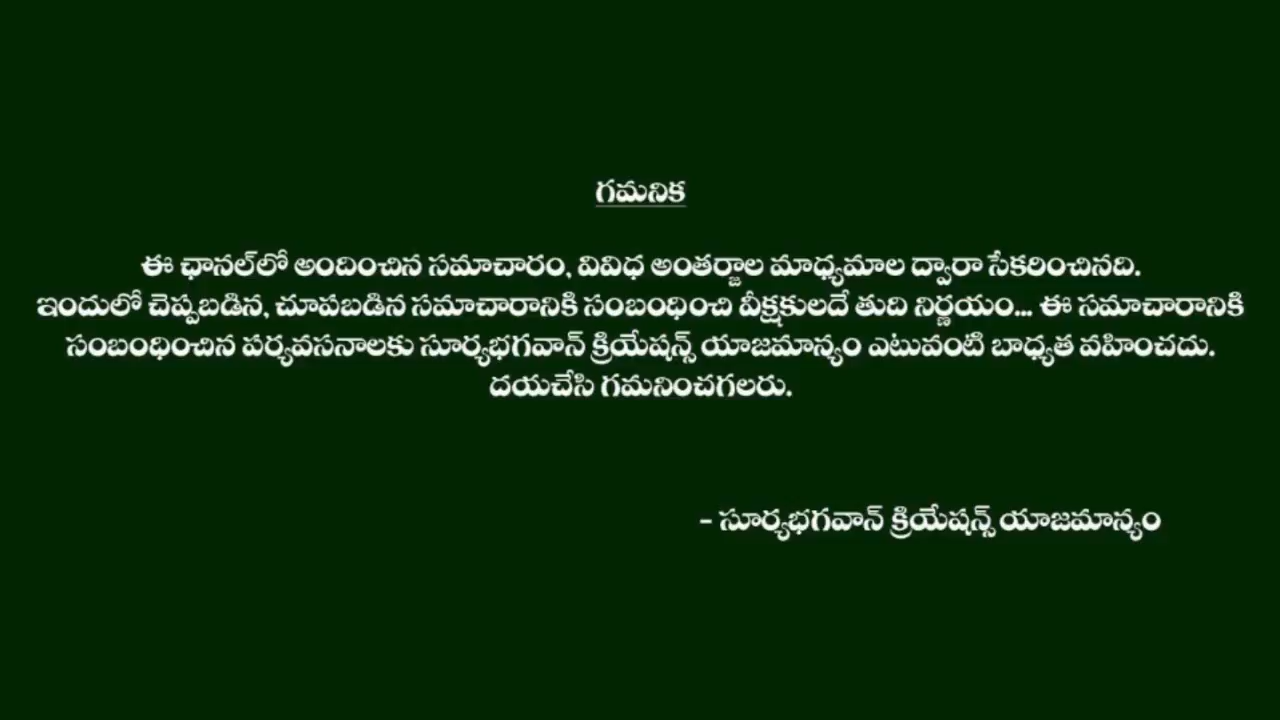 గమనిక
ఈ ఛానల్‌లో అందించిన సమాచారం, వివిధ అంతర్జాల మాధ్యమాల ద్వారా సేకరించినది.
ఇందులో చెప్పబడిన, చూపబడిన సమాచారానికి సంబంధించి వీక్షకులదే తుది నిర్ణయం... ఈ సమాచారానికి
సంబంధించిన పర్యవసనాలకు సూర్యభగవాన్ క్రియేషన్స్ యాజమాన్యం ఎటువంటి బాధ్యత వహించదు.
దయచేసి గమనించగలరు.
- సూర్యభగవాన్ క్రియేషన్స్ యాజమాన్యం